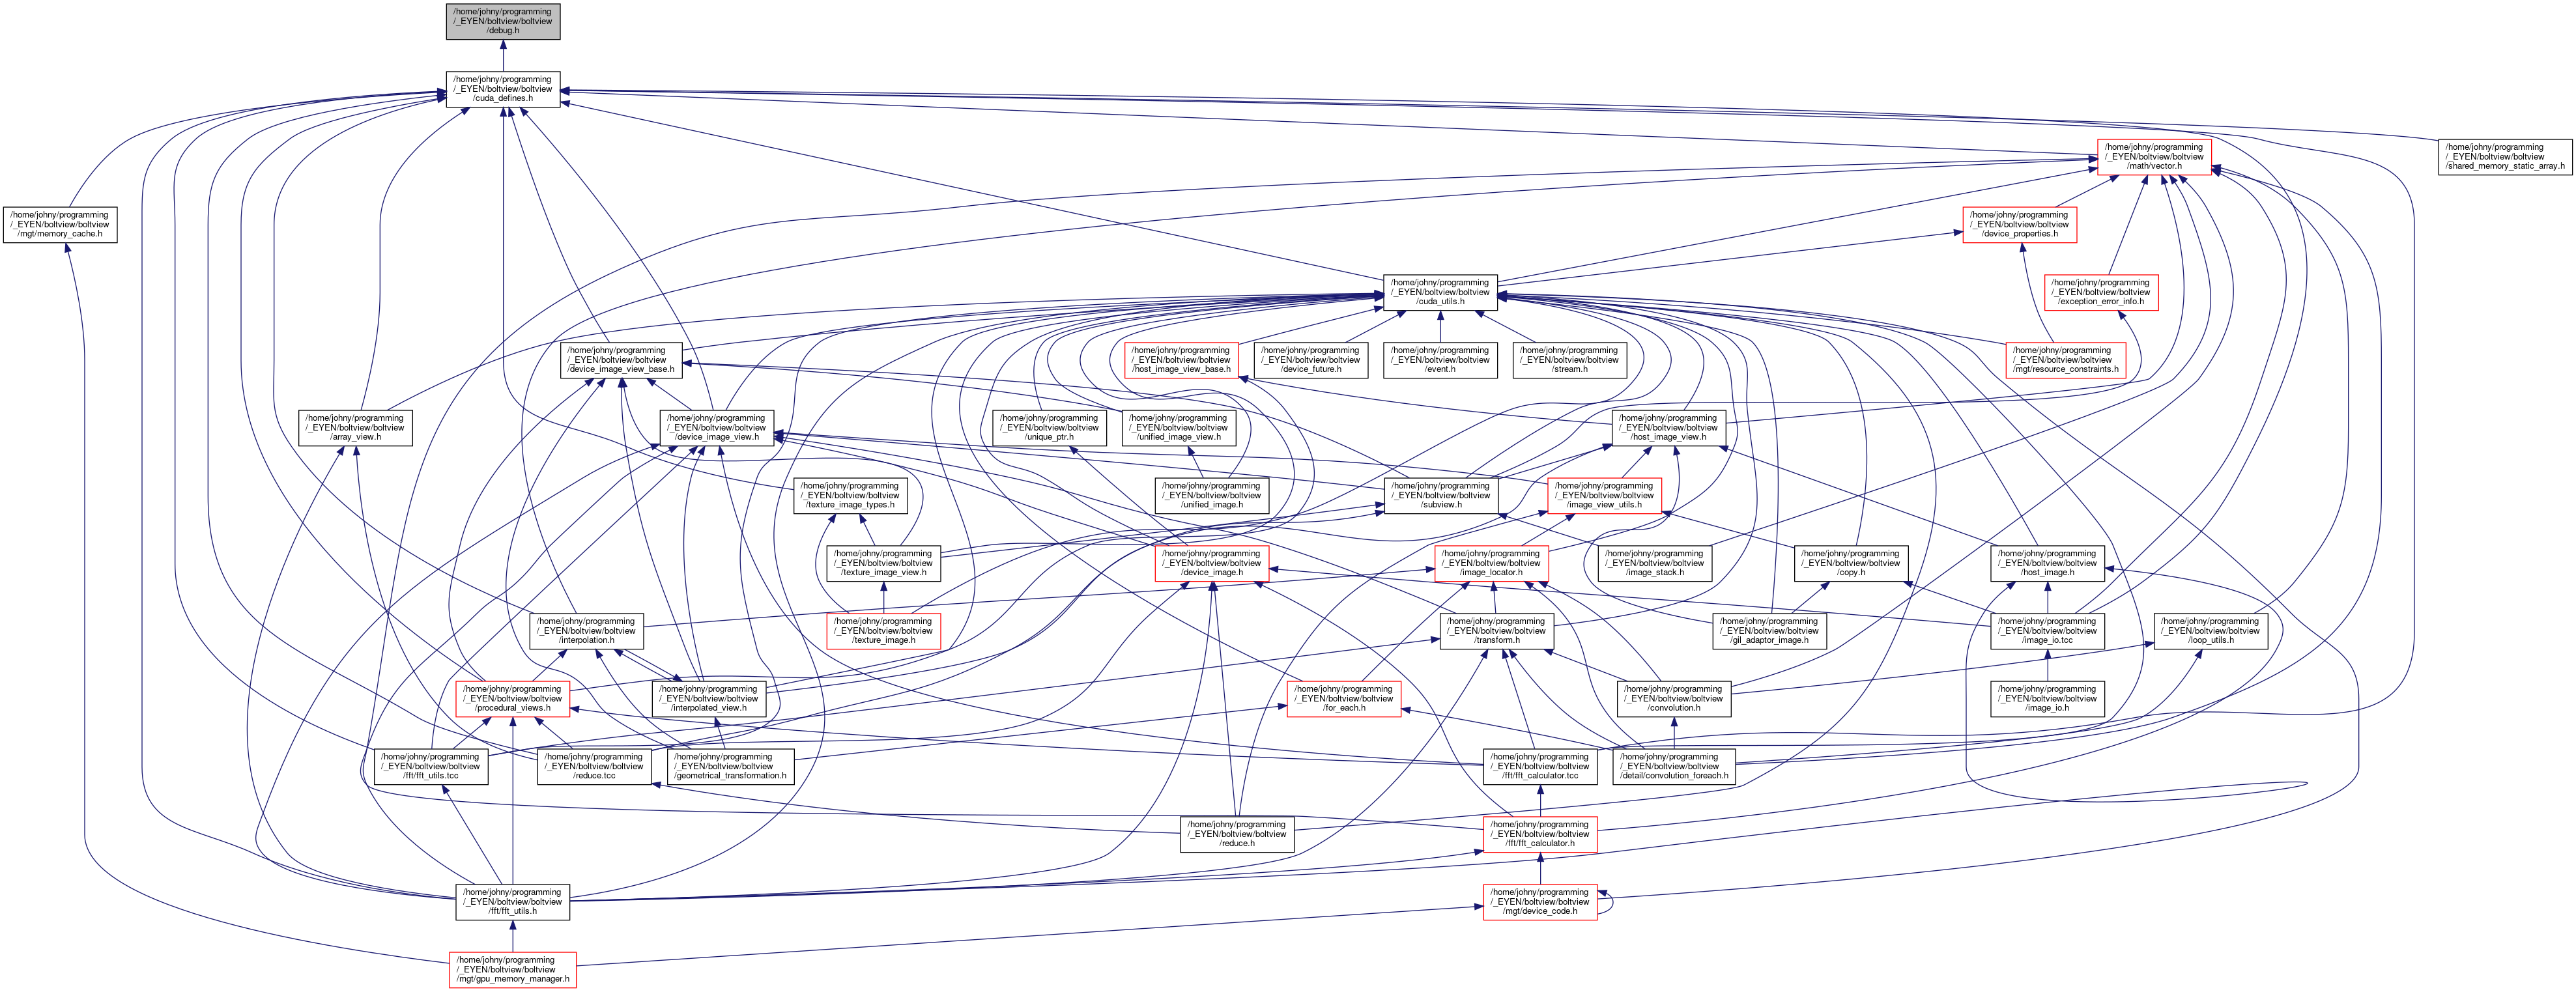 /home/johny/programming
/_EYEN/boltview/boltview
/debug.h
/home/johny/programming
/_EYEN/boltview/boltview
/cuda_defines.h
/home/johny/programming
/_EYEN/boltview/boltview
/math/vector.h
/home/johny/programming
/_EYEN/boltview/boltview
/shared_memory_static_array.h
/home/johny/programming
/_EYEN/boltview/boltview
/mgt/memory_cache.h
/home/johny/programming
/_EYEN/boltview/boltview
/device_properties.h
/home/johny/programming
/_EYEN/boltview/boltview
/cuda_utils.h
/home/johny/programming
/_EYEN/boltview/boltview
/exception_error_info.h
/home/johny/programming
/_EYEN/boltview/boltview
/device_image_view_base.h
/home/johny/programming
/_EYEN/boltview/boltview
/host_image_view_base.h
/home/johny/programming
/_EYEN/boltview/boltview
/device_future.h
/home/johny/programming
/_EYEN/boltview/boltview
/event.h
/home/johny/programming
/_EYEN/boltview/boltview
/stream.h
/home/johny/programming
/_EYEN/boltview/boltview
/mgt/resource_constraints.h
/home/johny/programming
/_EYEN/boltview/boltview
/array_view.h
/home/johny/programming
/_EYEN/boltview/boltview
/device_image_view.h
/home/johny/programming
/_EYEN/boltview/boltview
/unique_ptr.h
/home/johny/programming
/_EYEN/boltview/boltview
/unified_image_view.h
/home/johny/programming
/_EYEN/boltview/boltview
/host_image_view.h
/home/johny/programming
/_EYEN/boltview/boltview
/texture_image_types.h
/home/johny/programming
/_EYEN/boltview/boltview
/unified_image.h
/home/johny/programming
/_EYEN/boltview/boltview
/subview.h
/home/johny/programming
/_EYEN/boltview/boltview
/image_view_utils.h
/home/johny/programming
/_EYEN/boltview/boltview
/texture_image_view.h
/home/johny/programming
/_EYEN/boltview/boltview
/device_image.h
/home/johny/programming
/_EYEN/boltview/boltview
/image_locator.h
/home/johny/programming
/_EYEN/boltview/boltview
/image_stack.h
/home/johny/programming
/_EYEN/boltview/boltview
/copy.h
/home/johny/programming
/_EYEN/boltview/boltview
/host_image.h
/home/johny/programming
/_EYEN/boltview/boltview
/interpolation.h
/home/johny/programming
/_EYEN/boltview/boltview
/texture_image.h
/home/johny/programming
/_EYEN/boltview/boltview
/transform.h
/home/johny/programming
/_EYEN/boltview/boltview
/gil_adaptor_image.h
/home/johny/programming
/_EYEN/boltview/boltview
/image_io.tcc
/home/johny/programming
/_EYEN/boltview/boltview
/loop_utils.h
/home/johny/programming
/_EYEN/boltview/boltview
/procedural_views.h
/home/johny/programming
/_EYEN/boltview/boltview
/interpolated_view.h
/home/johny/programming
/_EYEN/boltview/boltview
/for_each.h
/home/johny/programming
/_EYEN/boltview/boltview
/convolution.h
/home/johny/programming
/_EYEN/boltview/boltview
/image_io.h
/home/johny/programming
/_EYEN/boltview/boltview
/fft/fft_utils.tcc
/home/johny/programming
/_EYEN/boltview/boltview
/reduce.tcc
/home/johny/programming
/_EYEN/boltview/boltview
/geometrical_transformation.h
/home/johny/programming
/_EYEN/boltview/boltview
/fft/fft_calculator.tcc
/home/johny/programming
/_EYEN/boltview/boltview
/detail/convolution_foreach.h
/home/johny/programming
/_EYEN/boltview/boltview
/reduce.h
/home/johny/programming
/_EYEN/boltview/boltview
/fft/fft_calculator.h
/home/johny/programming
/_EYEN/boltview/boltview
/fft/fft_utils.h
/home/johny/programming
/_EYEN/boltview/boltview
/mgt/device_code.h
/home/johny/programming
/_EYEN/boltview/boltview
/mgt/gpu_memory_manager.h